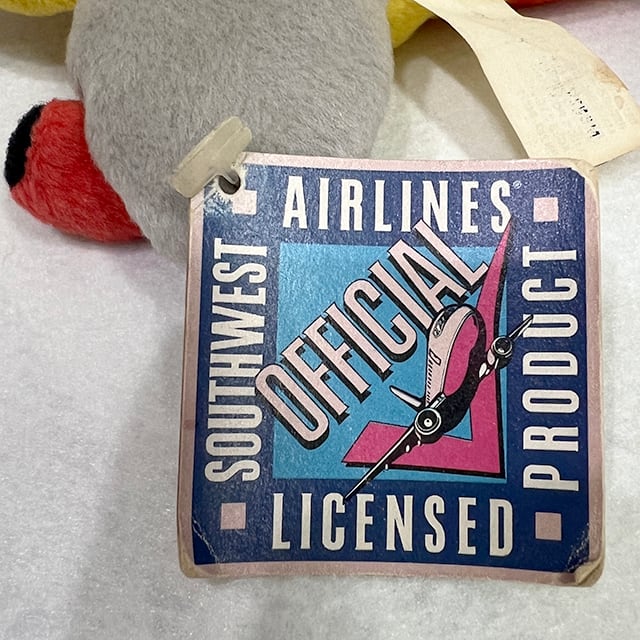 SOUTHWEST
AIRLINES®
OFFICIAL
LICENSED
PRODUCT